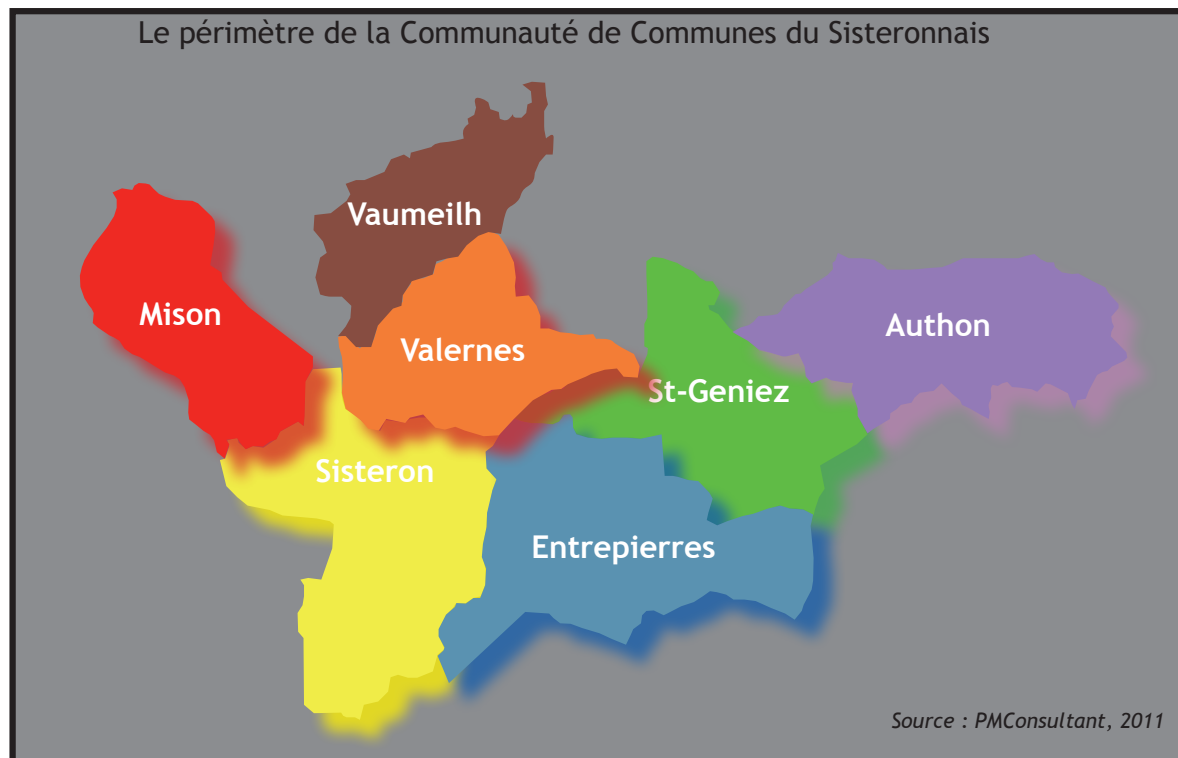 Le périmètre de la Communauté de Communes du Sisteronnais
Vaumeilh
Mison
Authon
Valernes
St-Geniez
Sisteron
Entrepierres
Source : PMConsultant, 2011